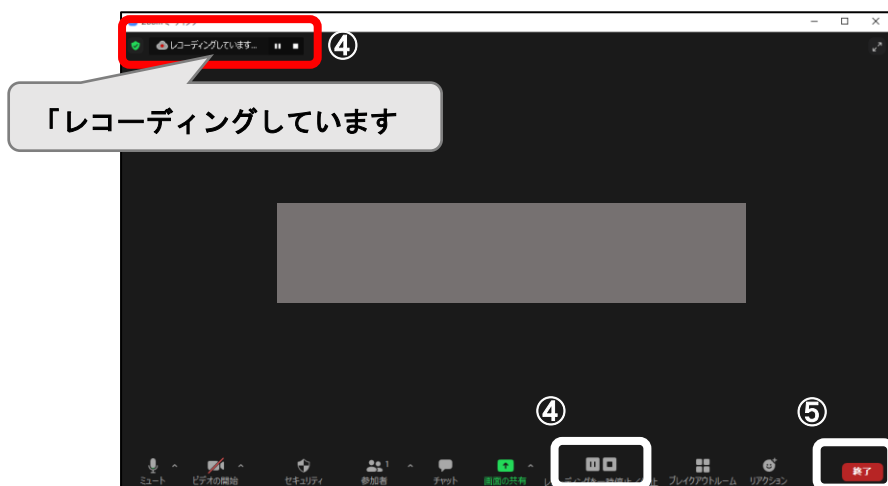 レコーディングしています...
④
「レコーディングしています
④
⑤
ミュート
ビデオの開始
セキュリティ
参加者
1
チャット
画面の共有
ブレイクアウトルーム
リアクション
終了